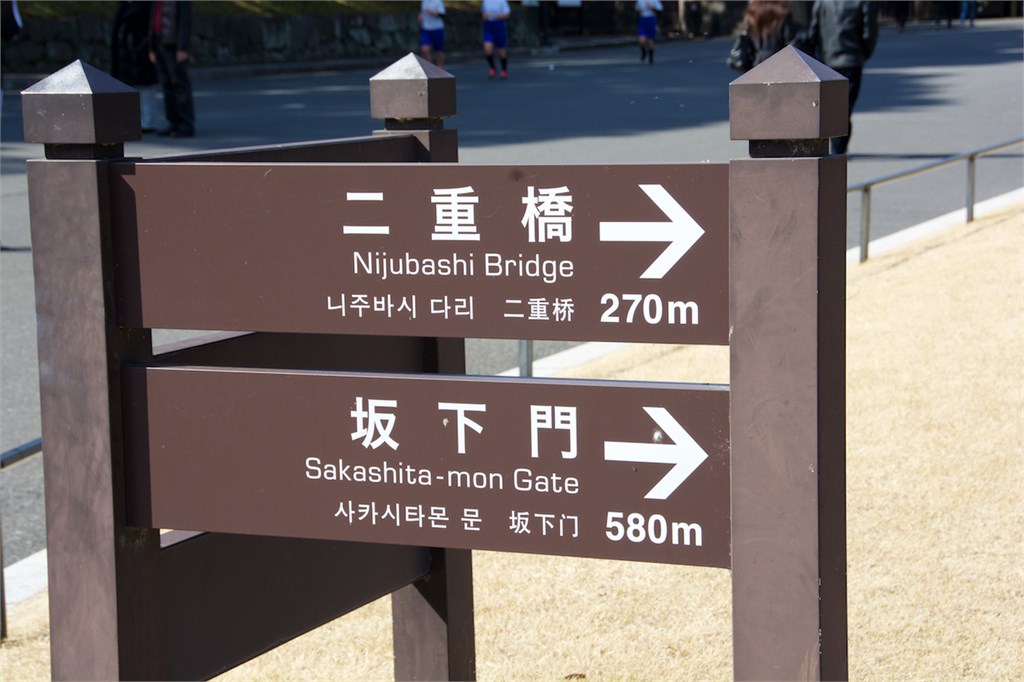 二重橋
Nijubashi Bridge
니주바시 다리 二重桥 270m
坂下門
Sakashita-mon Gate
사카시타몬 문 坂下门 580m